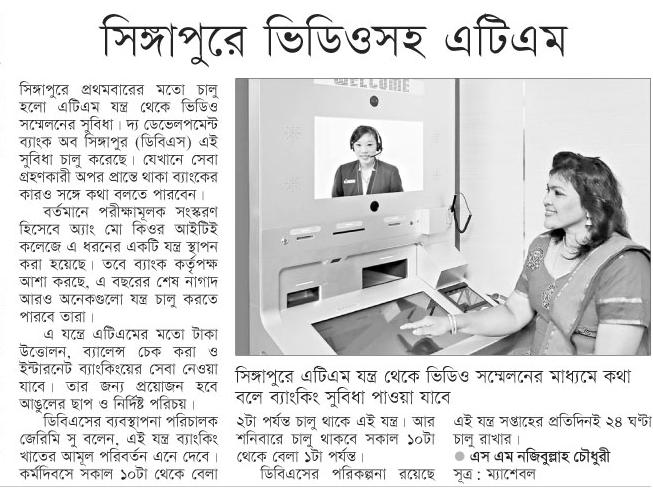 সিঙ্গাপুরে ভিডিওসহ এটিএম
সিঙ্গাপুরে প্রথমবারের মতো চালু
হলো এটিএম যন্ত্র থেকে ভিডিও
সম্মেলনের সুবিধা। দ্য ডেভেলপমেন্ট
ব্যাংক অব সিঙ্গাপুর (ডিবিএস) এই
সুবিধা চালু করেছে। যেখানে সেবা
গ্রহণকারী অপর প্রান্তে থাকা ব্যাংকের
কারও সঙ্গে কথা বলতে পারবেন।
বর্তমানে পরীক্ষামূলক সংস্করণ
হিসেবে অ্যাং মো কিওর আইটিই
কলেজে এ ধরনের একটি যন্ত্র স্থাপন
করা হয়েছে। তবে ব্যাংক কর্তৃপক্ষ
আশা করছে, এ বছরের শেষ নাগাদ
আরও অনেকগুলো যন্ত্র চালু করতে
পারবে তারা।
এ যন্ত্রে এটিএমের মতো টাকা
উত্তোলন, ব্যালেন্স চেক করা ও
ইন্টারনেট ব্যাংকিংয়ের সেবা নেওয়া
যাবে। তার জন্য প্রয়োজন হবে
আঙুলের ছাপ ও নির্দিষ্ট পরিচয়।
ডিবিএসের ব্যবস্থাপনা পরিচালক
জেরিমি সু বলেন, এই যন্ত্র ব্যাংকিং
খাতের আমূল পরিবর্তন এনে দেবে।
কর্মদিবসে সকাল ১০টা থেকে বেলা
WELCOME
সিঙ্গাপুরে এটিএম যন্ত্র থেকে ভিডিও সম্মেলনের মাধ্যমে কথা
বলে ব্যাংকিং সুবিধা পাওয়া যাবে
২টা পর্যন্ত চালু থাকে এই যন্ত্র। আর
শনিবারে চালু থাকবে সকাল ১০টা
থেকে বেলা ১টা পর্যন্ত।
ডিবিএসের পরিকল্পনা রয়েছে
এই যন্ত্র সপ্তাহের প্রতিদিনই ২৪ ঘণ্টা
চালু রাখার।
● এস এম নজিবুল্লাহ চৌধুরী
সূত্র : ম্যাশেবল